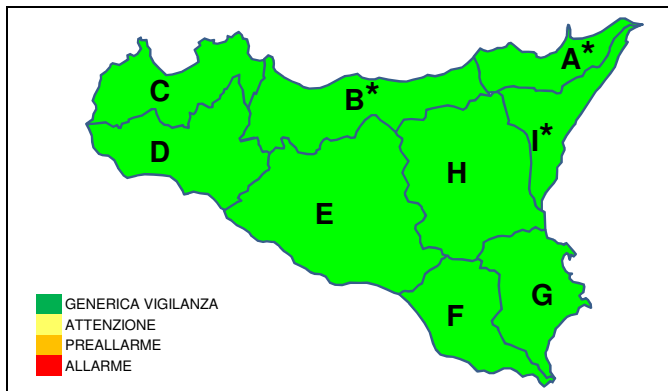 A*
C
B*
I*
D
H
E
G
F
GENERICA VIGILANZA
ATTENZIONE
PREALLARME
ALLARME